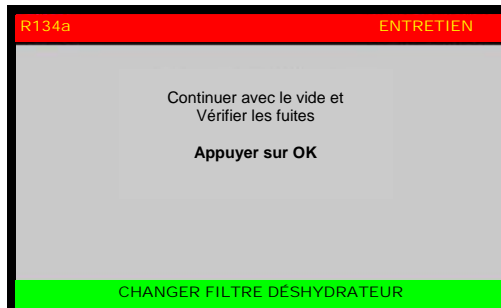 R134a ENTRETIEN
Continuer avec le vide et
Vérifier les fuites
Appuyer sur OK
CHANGER FILTRE DÉSHYDRATEUR